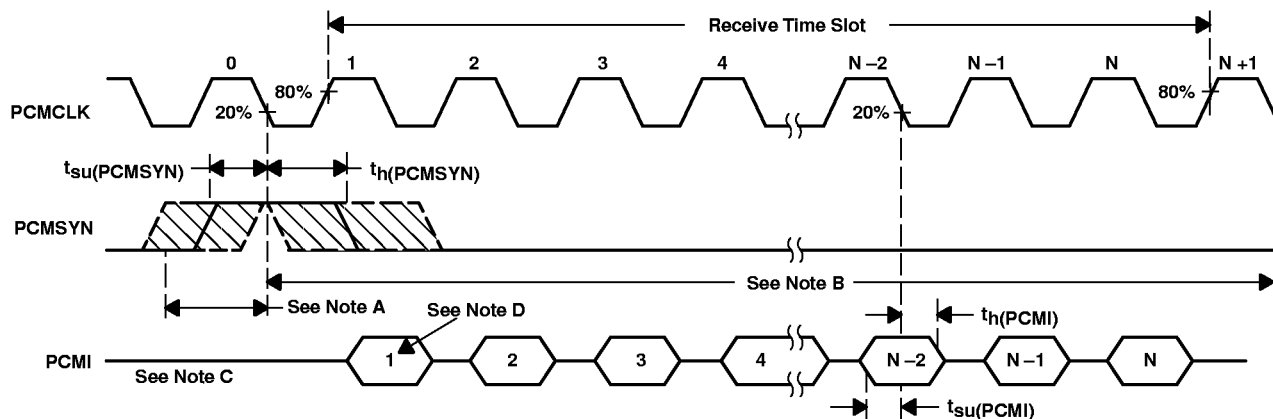 Receive Time Slot
0 1 2 3 4 N –2 N –1 N N +1
80% 80%
PCMCLK 20% 20%
tsu(PCMSYN) th(PCMSYN)
PCMSYN
See Note B
See Note A
See Note D th(PCMI)
PCMI 1 2 3 4 N –2 N –1 N
See Note C
tsu(PCMI)